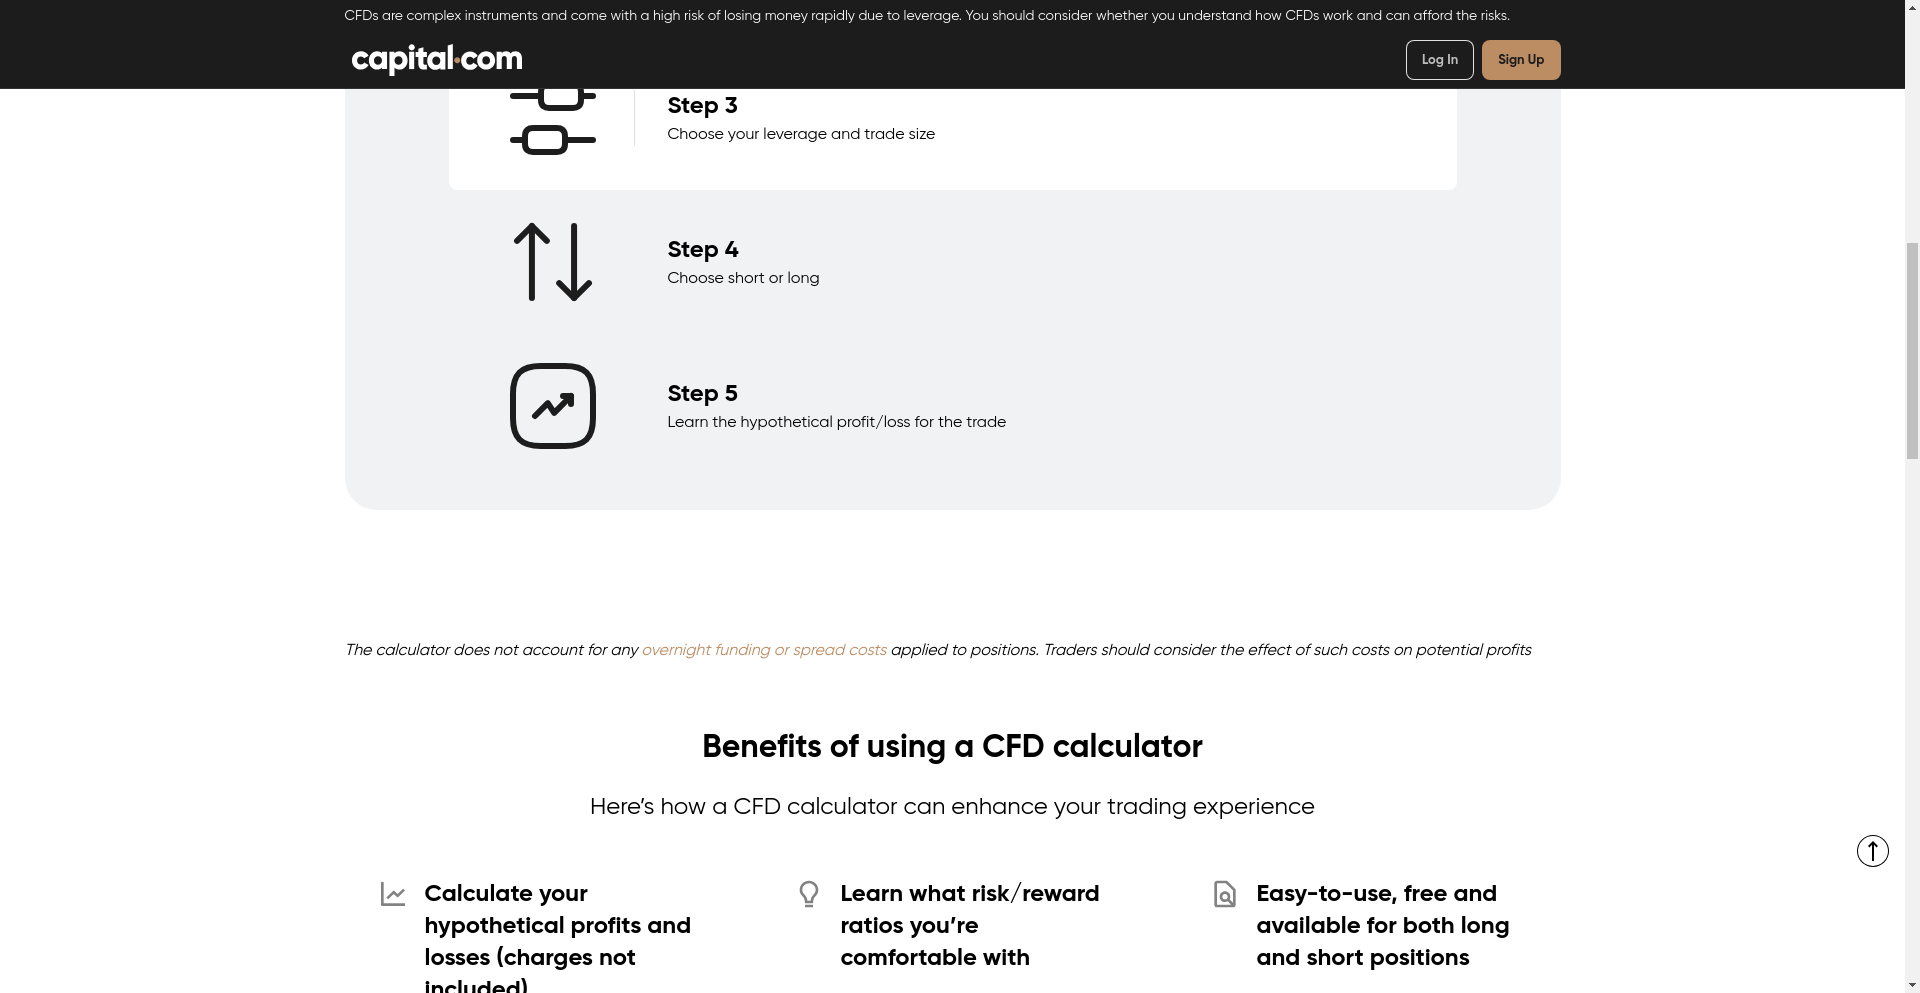 CFDs are complex instruments and come with a high risk of losing money rapidly due to leverage. You should consider whether you understand how CFDs work and can afford the risks.
capital.com
Log In
Sign Up
Step 3
Choose your leverage and trade size
Step 4
Choose short or long
Step 5
Learn the hypothetical profit/loss for the trade
The calculator does not account for any overnight funding or spread costs applied to positions. Traders should consider the effect of such costs on potential profits
Benefits of using a CFD calculator
Here’s how a CFD calculator can enhance your trading experience
Calculate your
hypothetical profits and
losses (charges not
included)
Learn what risk/reward
ratios you’re
comfortable with
Easy-to-use, free and
available for both long
and short positions